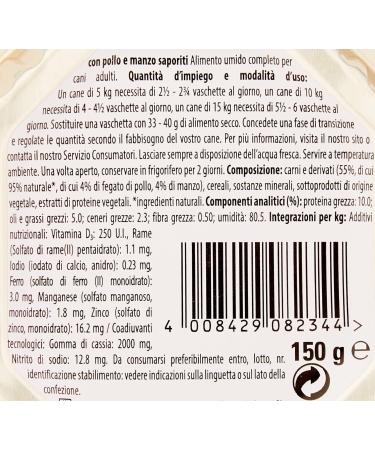 con pollo e manzo saporiti Alimento umido completo per
cani adulti. Quantità d'impiego e modalità d'uso:
Un cane di 5 kg necessita di 2½ - 2¾ vaschette al giorno, un cane di 10 kg
necessita di 4 - 4½ vaschette al giorno, un cane di 15 kg necessita di 5½ - 6 vaschette al
giorno. Sostituire una vaschetta con 33 - 40 g di alimento secco. Concedete una fase di transizione
e regolate le quantità secondo il fabbisogno del vostro cane. Per più informazioni, visita il nostro sito o
contatta il nostro Servizio Consumatori. Lasciare sempre a disposizione dell'acqua fresca. Servire a temperatura
ambiente. Una volta aperto, conservare in frigorifero per 2 giorni. Composizione: carni e derivati (55%, di cui
95% naturale*, di cui 4% di fegato di pollo, 4% di manzo), cereali, sostanze minerali, sottoprodotti di origine
vegetale, estratti di proteine vegetali. *ingredienti naturali. Componenti analitici (%): proteina grezza: 10.0;
oli e grassi grezzi: 5.0; ceneri grezze: 2.3; fibra grezza: 0.50; umidità: 80.5. Integrazioni per kg: Additivi
nutrizionali: Vitamina D₃: 250 U.I., Rame
(Solfato di rame(II) pentaidrato): 1.1 mg,
Iodio (Iodato di calcio, anidro): 0.23 mg,
Ferro (Solfato di ferro (II) monoidrato):
3.0 mg, Manganese (Solfato manganoso,
monoidrato): 1.8 mg, Zinco (Solfato di
zinco, monoidrato): 16.2 mg / Coadiuvanti
tecnologici: Gomma di cassia: 2000 mg,
Nitrito di sodio: 12.8 mg. Da consumarsi preferibilmente entro, lotto, nr.
identificazione stabilimento: vedere indicazioni sulla linguetta o sul lato della
confezione.
4 008429 082344 >
150 g e